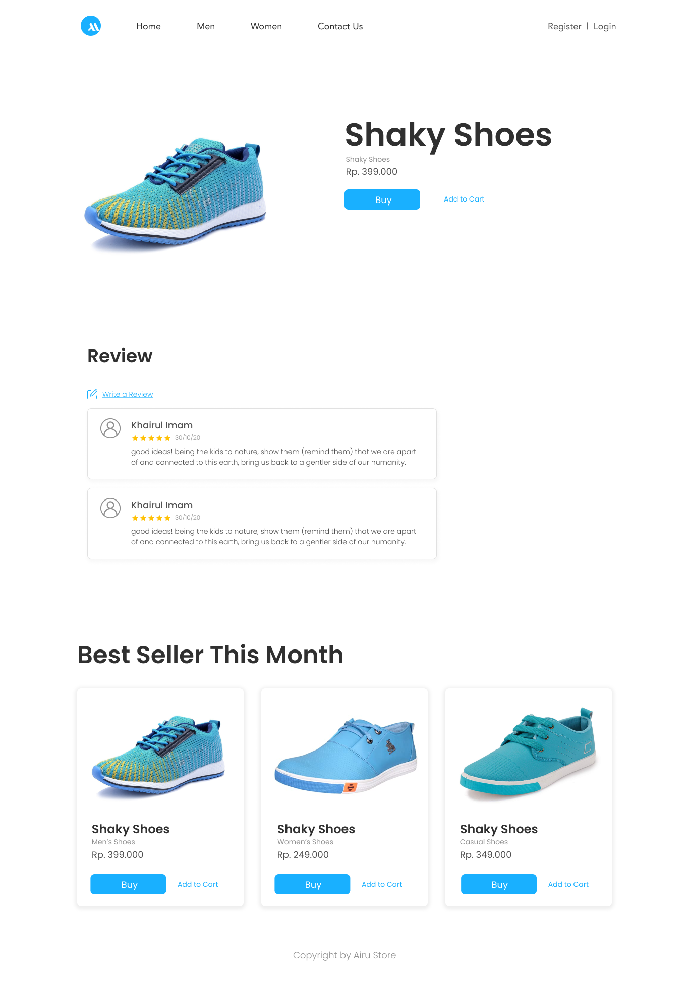 Home Men Women Contact Us Register | Login
Shaky Shoes
Shaky Shoes
Rp. 399.000
Buy Add to Cart
Review
Write a Review
Khairul Imam
30/10/20
good ideas! being the kids to nature, show them (remind them) that we are apart
of and connected to this earth, bring us back to a gentler side of our humanity.
Khairul Imam
30/10/20
good ideas! being the kids to nature, show them (remind them) that we are apart
of and connected to this earth, bring us back to a gentler side of our humanity.
Best Seller This Month
Shaky Shoes
Men's Shoes
Rp. 399.000
Buy Add to Cart
Shaky Shoes
Women's Shoes
Rp. 249.000
Buy Add to Cart
Shaky Shoes
Casual Shoes
Rp. 349.000
Buy Add to Cart
Copyright by Airu Store